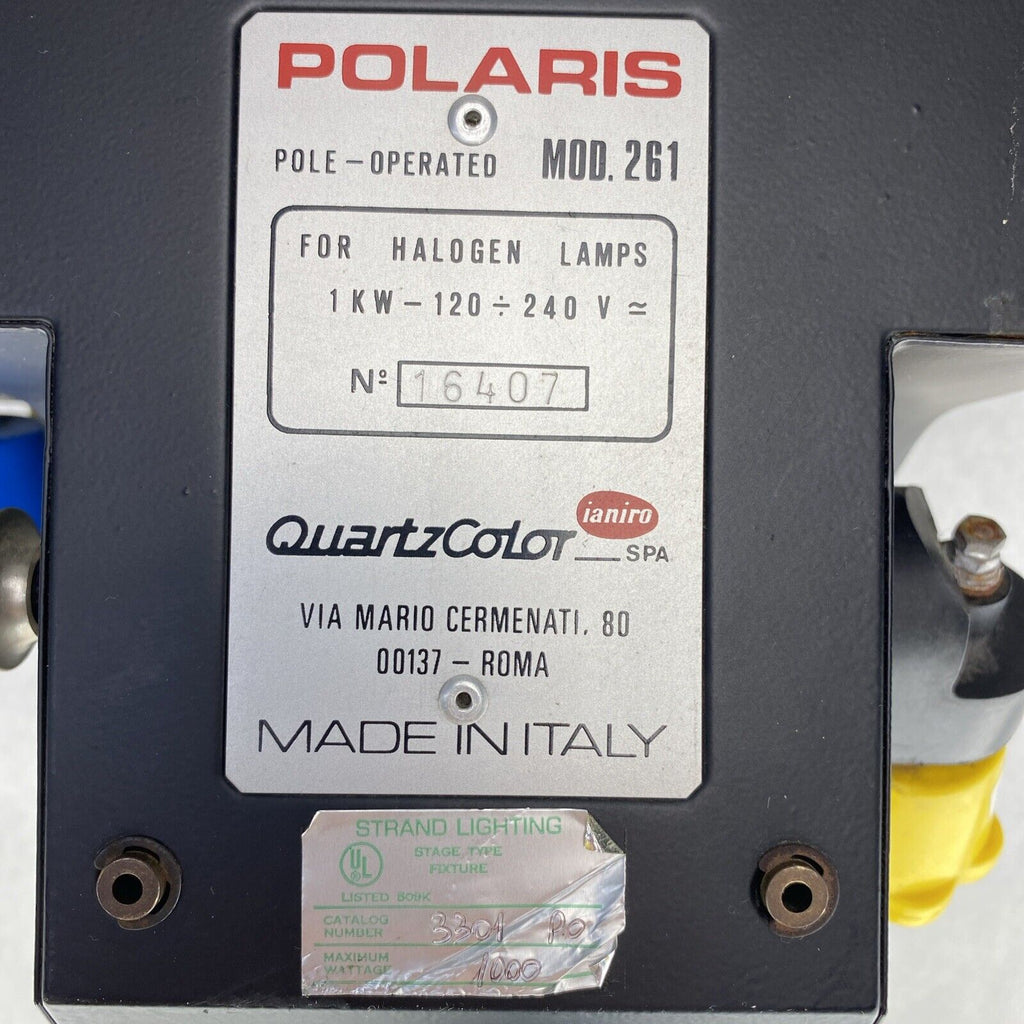 POLARIS
POLE-OPERATED MOD. 261
FOR HALOGEN LAMPS
1 KW - 120 ÷ 240 V ≃
Nº 16407
QuartzColor ianiro SPA
VIA MARIO CERMENATI, 80
00137 - ROMA
MADE IN ITALY
STRAND LIGHTING
UL STAGE TYPE
FIXTURE
LISTED 509K
CATALOG
NUMBER 3301 P.O
MAXIMUM
WATTAGE 1000